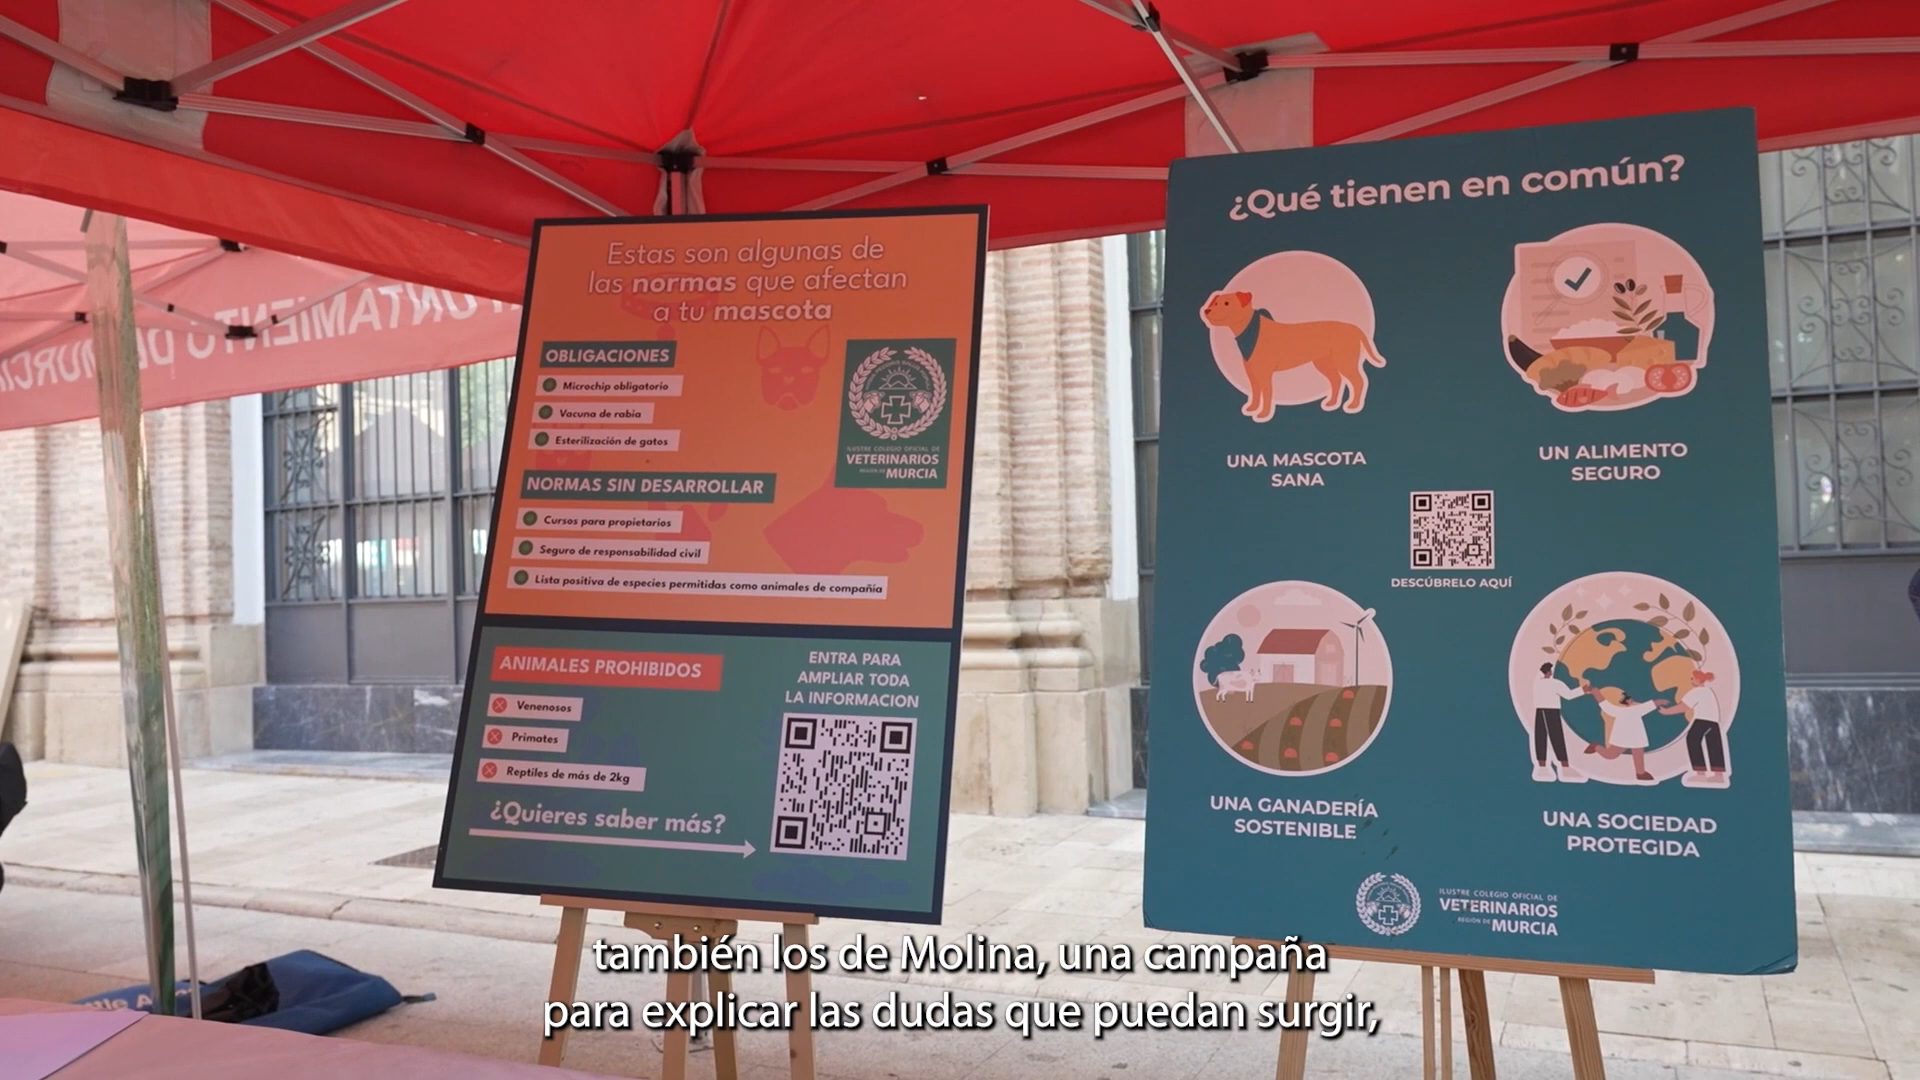 AYUNTAMIENTO DE MURCIA
Estas son algunas de
las normas que afectan
a tu mascota
OBLIGACIONES
Microchip obligatorio
Vacuna de rabia
Esterilización de gatos
ILUSTRE COLEGIO OFICIAL DE
VETERINARIOS
REGIÓN DE MURCIA
NORMAS SIN DESARROLLAR
Cursos para propietarios
Seguro de responsabilidad civil
Lista positiva de especies permitidas como animales de compañía
ANIMALES PROHIBIDOS
Venenosos
Primates
Reptiles de más de 2kg
¿Quieres saber más?
ENTRA PARA
AMPLIAR TODA
LA INFORMACION
¿Qué tienen en común?
UNA MASCOTA
SANA
UN ALIMENTO
SEGURO
DESCÚBRELO AQUÍ
UNA GANADERÍA
SOSTENIBLE
UNA SOCIEDAD
PROTEGIDA
ILUSTRE COLEGIO OFICIAL DE
VETERINARIOS
REGIÓN DE MURCIA
también los de Molina, una campaña
para explicar las dudas que puedan surgir,